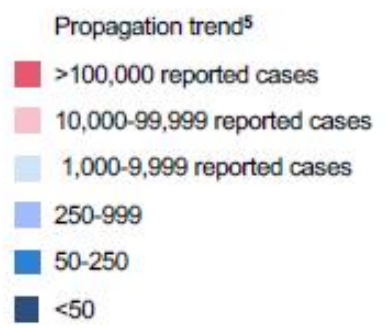 Propagation trend⁵
>100,000 reported cases
10,000-99,999 reported cases
1,000-9,999 reported cases
250-999
50-250
<50